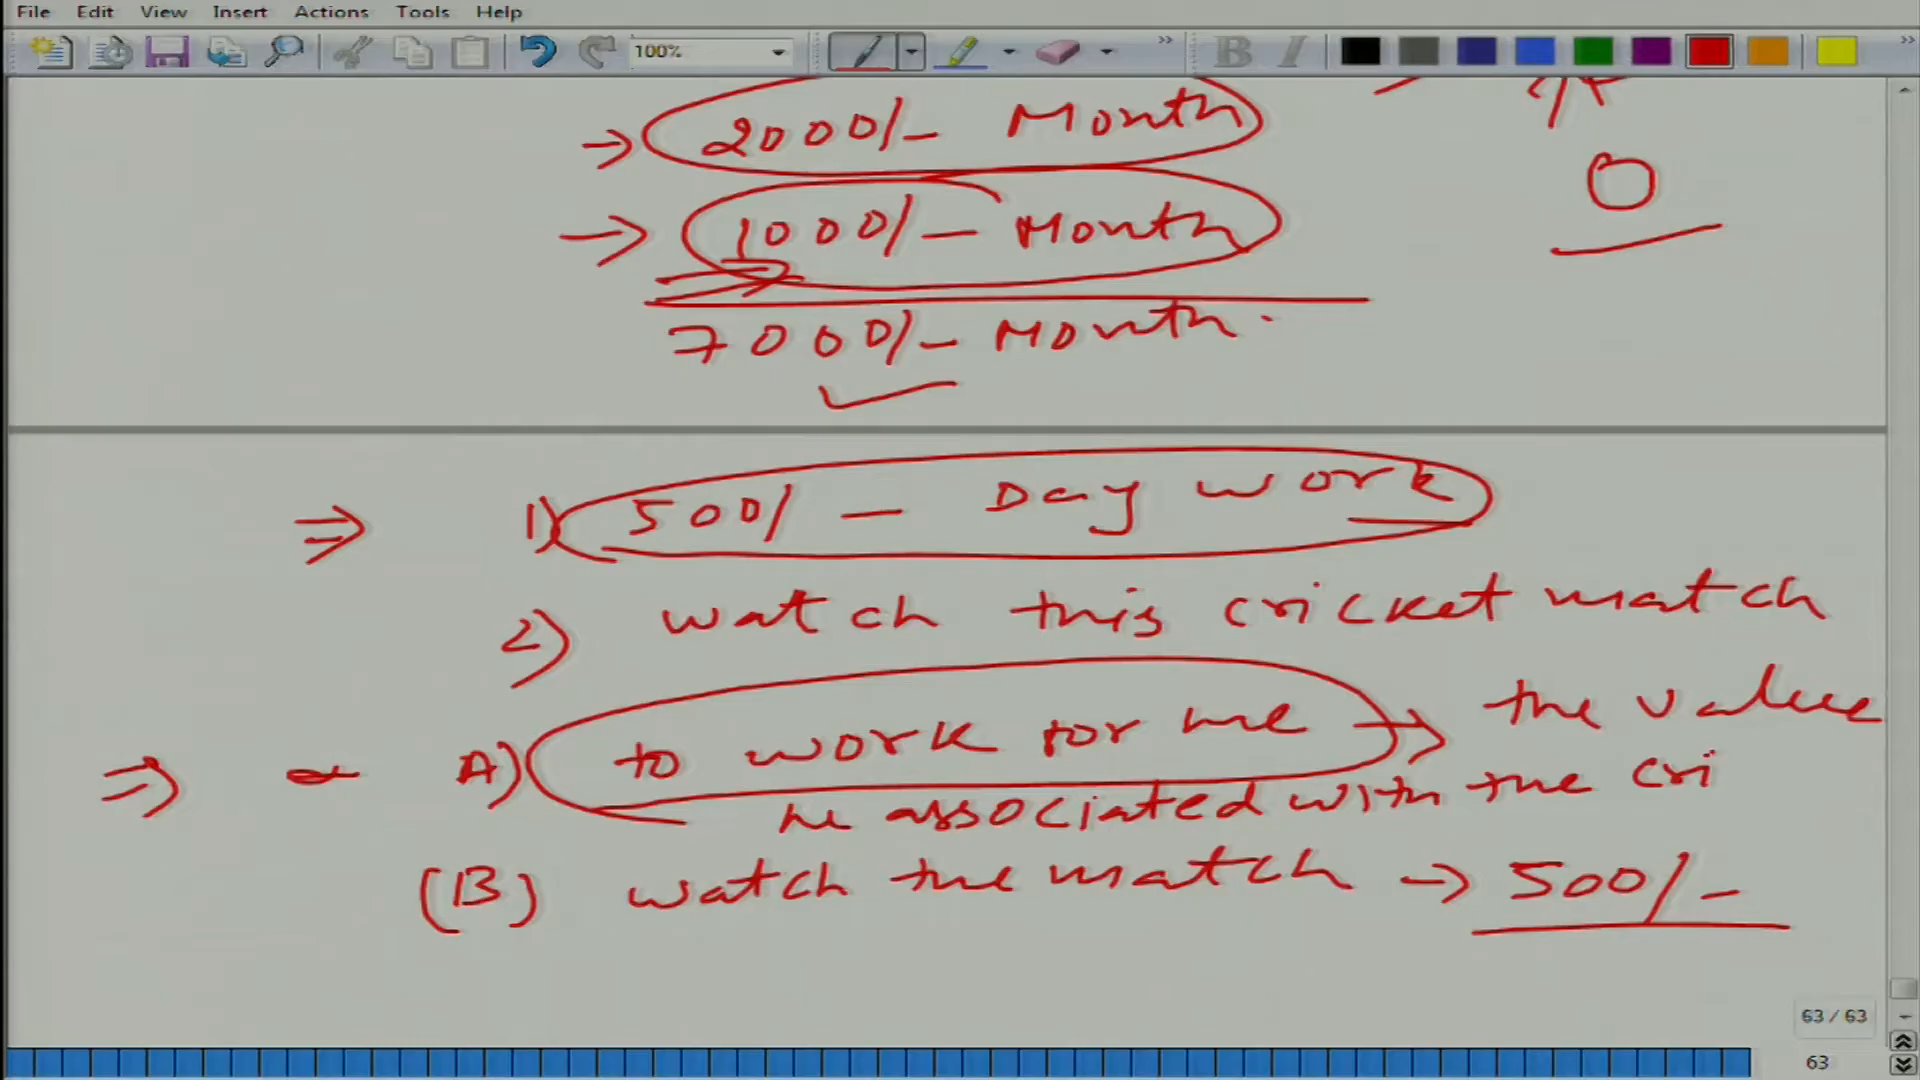 File Edit View Insert Actions Tools Help
100%
B I
→ 2000/- Month
→ 1000/- Month
0
7000/- Month.
⇒ 1) 500/- Day work
2) watch this cricket match
⇒ A) to work for me → the value
he associated with the cri
(B) watch the match → 500/-
63 / 63
63